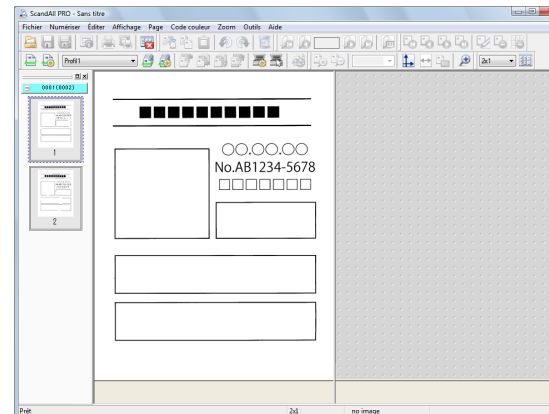 ScandAll PRO - Sans titre
Fichier Numériser Éditer Affichage Page Code couleur Zoom Outils Aide
Profil1
2x1
0001(0002)
1
2
○○.○○.○○
No.AB1234-5678
□□□□□□□
Prêt
2x1
no image